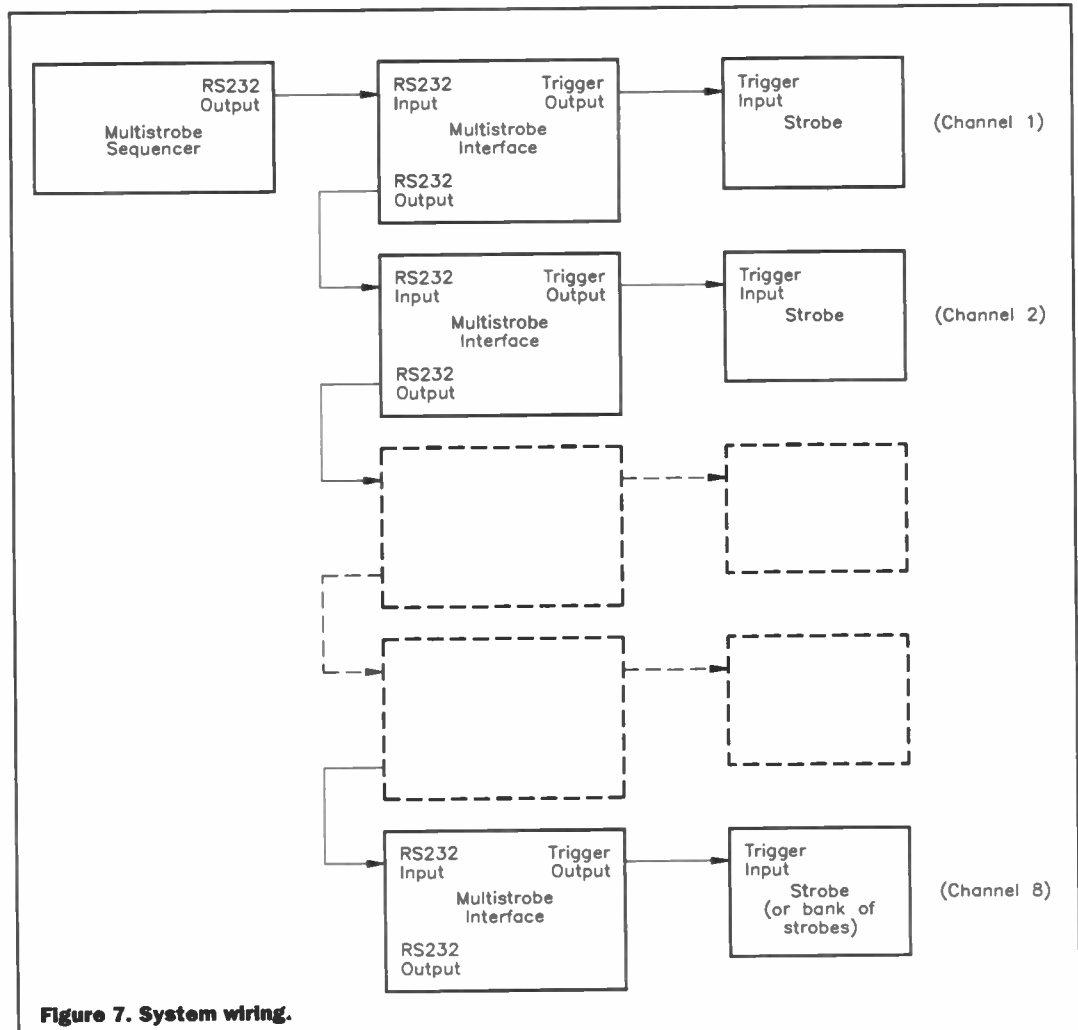 RS232
Output
Multistrobe
Sequencer
RS232
Input
Trigger
Output
Multistrobe
Interface
RS232
Output
Trigger
Input
Strobe
(Channel 1)
RS232
Input
Trigger
Output
Multistrobe
Interface
RS232
Output
Trigger
Input
Strobe
(Channel 2)
RS232
Input
Trigger
Output
Multistrobe
Interface
RS232
Output
Trigger
Input
Strobe
(or bank of
strobes)
(Channel 8)
Figure 7. System wiring.